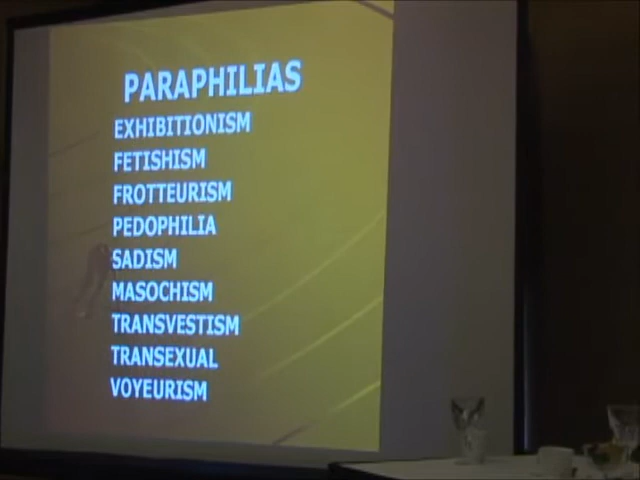 PARAPHILIAS
EXHIBITIONISM
FETISHISM
FROTTEURISM
PEDOPHILIA
SADISM
MASOCHISM
TRANSVESTISM
TRANSEXUAL
VOYEURISM